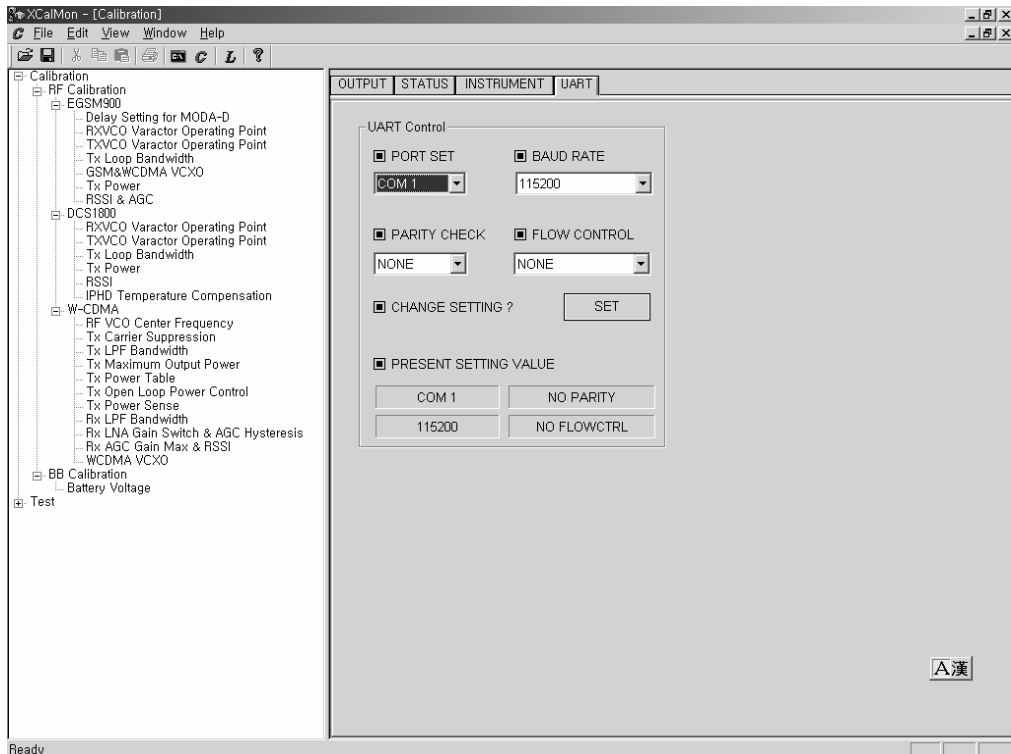 XCalMon - [Calibration]
File Edit View Window Help
Calibration
RF Calibration
EGSM900
Delay Setting for MODA-D
RXVCO Varactor Operating Point
TXVCO Varactor Operating Point
Tx Loop Bandwidth
GSM&WCDMA VCXO
Tx Power
RSSI & AGC
DCS1800
RXVCO Varactor Operating Point
TXVCO Varactor Operating Point
Tx Loop Bandwidth
Tx Power
RSSI
IPHD Temperature Compensation
W-CDMA
RF VCO Center Frequency
Tx Carrier Suppression
Tx LPF Bandwidth
Tx Maximum Output Power
Tx Power Table
Tx Open Loop Power Control
Tx Power Sense
Rx LPF Bandwidth
Rx LNA Gain Switch & AGC Hysteresis
Rx AGC Gain Max & RSSI
WCDMA VCXO
BB Calibration
Battery Voltage
Test
OUTPUT STATUS INSTRUMENT UART
UART Control
PORT SET BAUD RATE
COM 1 115200
PARITY CHECK FLOW CONTROL
NONE NONE
CHANGE SETTING ? SET
PRESENT SETTING VALUE
COM 1 NO PARITY
115200 NO FLOWCTRL
A漢
Ready